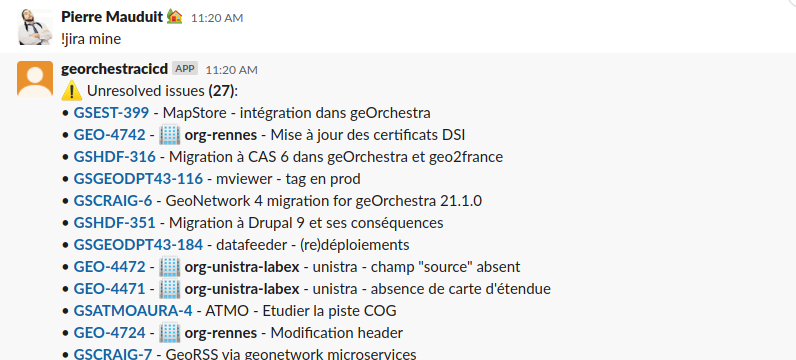 Pierre Mauduit 11:20 AM
!jira mine
georchestracicd APP 11:20 AM
Unresolved issues (27):
• GSEST-399 - MapStore - intégration dans geOrchestra
• GEO-4742 - org-rennes - Mise à jour des certificats DSI
• GSHDF-316 - Migration à CAS 6 dans geOrchestra et geo2france
• GSGEODPT43-116 - mviewer - tag en prod
• GSCRAIG-6 - GeoNetwork 4 migration for geOrchestra 21.1.0
• GSHDF-351 - Migration à Drupal 9 et ses conséquences
• GSGEODPT43-184 - datafeeder - (re)déploiements
• GEO-4472 - org-unistra-labex - unistra - champ "source" absent
• GEO-4471 - org-unistra-labex - unistra - absence de carte d'étendue
• GSATMOAURA-4 - ATMO - Etudier la piste COG
• GEO-4724 - org-rennes - Modification header
• GSCRAIG-7 - GeoRSS via geonetwork microservices